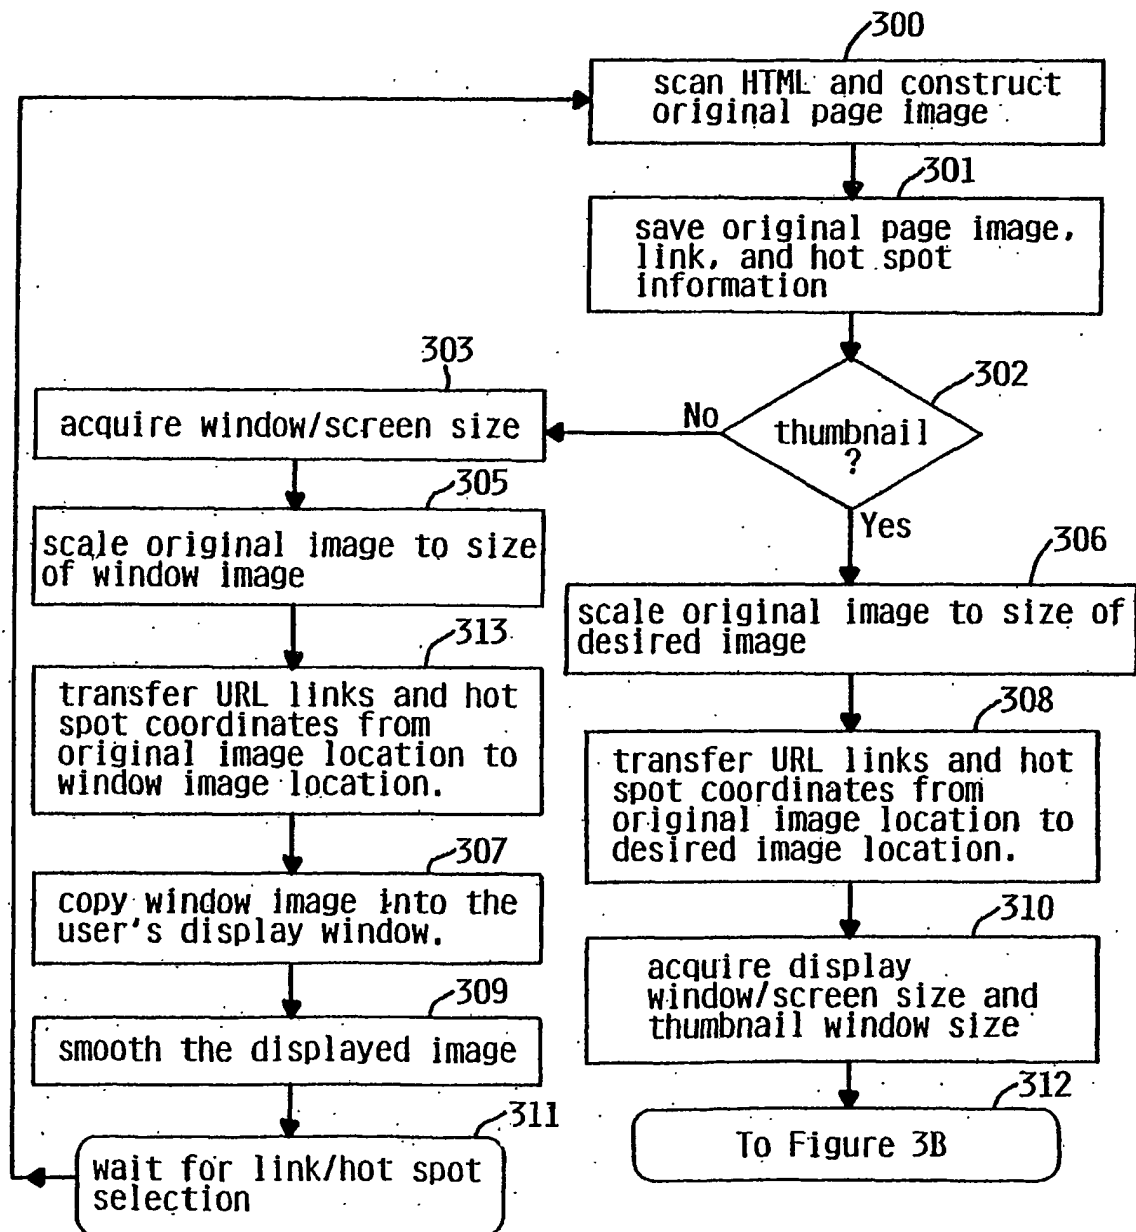 300
scan HTML and construct
original page image
301
save original page image,
link, and hot spot
information
302
thumbnail
?
No
Yes
303
acquire window/screen size
305
scale original image to size
of window image
313
transfer URL links and hot
spot coordinates from
original image location to
window image location.
307
copy window image into the
user's display window.
309
smooth the displayed image
311
wait for link/hot spot
selection
306
scale original image to size of
desired image
308
transfer URL links and hot
spot coordinates from
original image location to
desired image location.
310
acquire display
window/screen size and
thumbnail window size
312
To Figure 3B